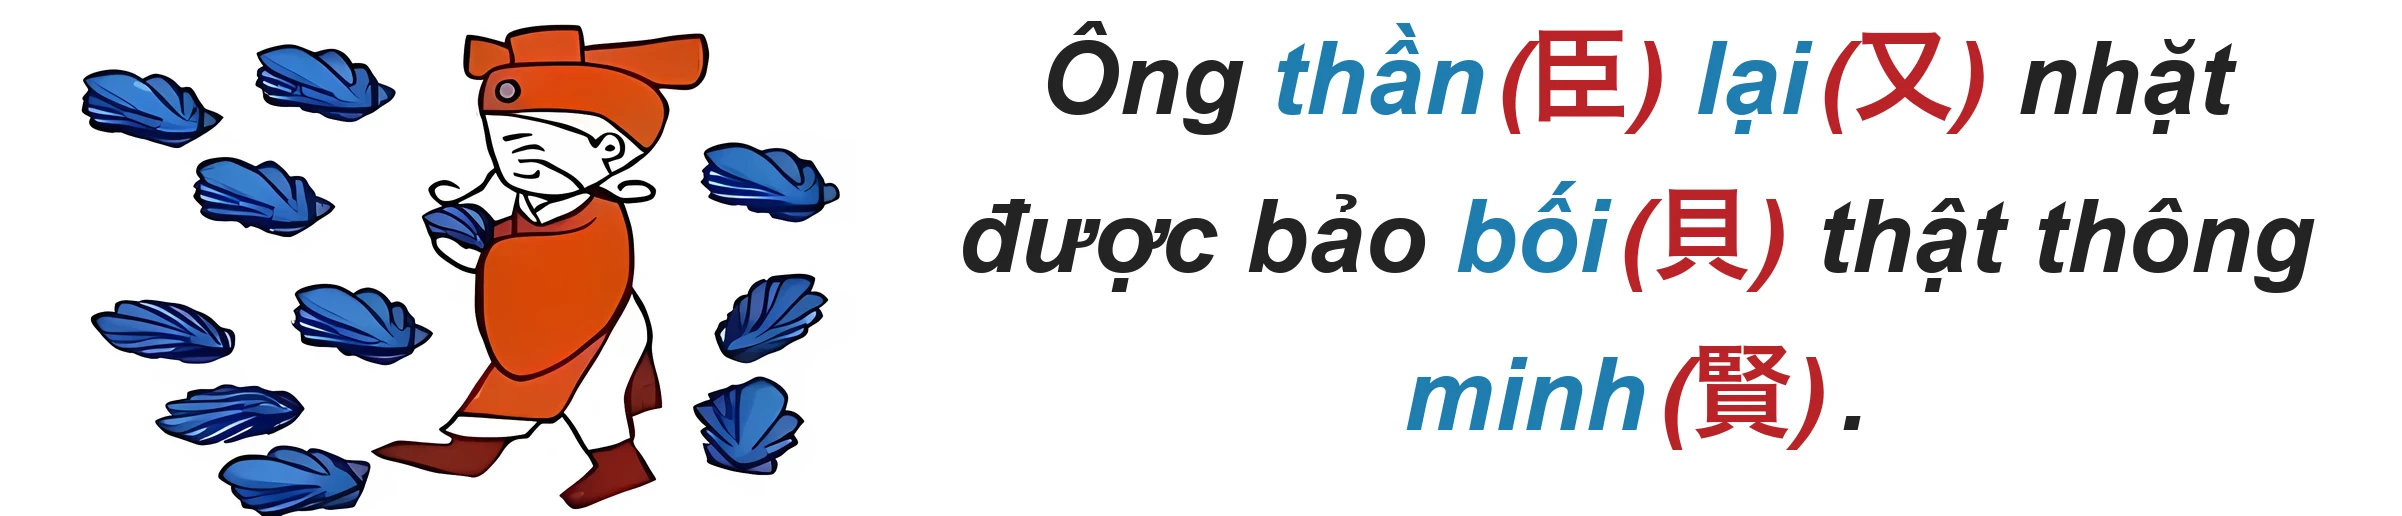 Ông thần (臣) lại (又) nhặt
được bảo bối (貝) thật thông
minh (賢) .